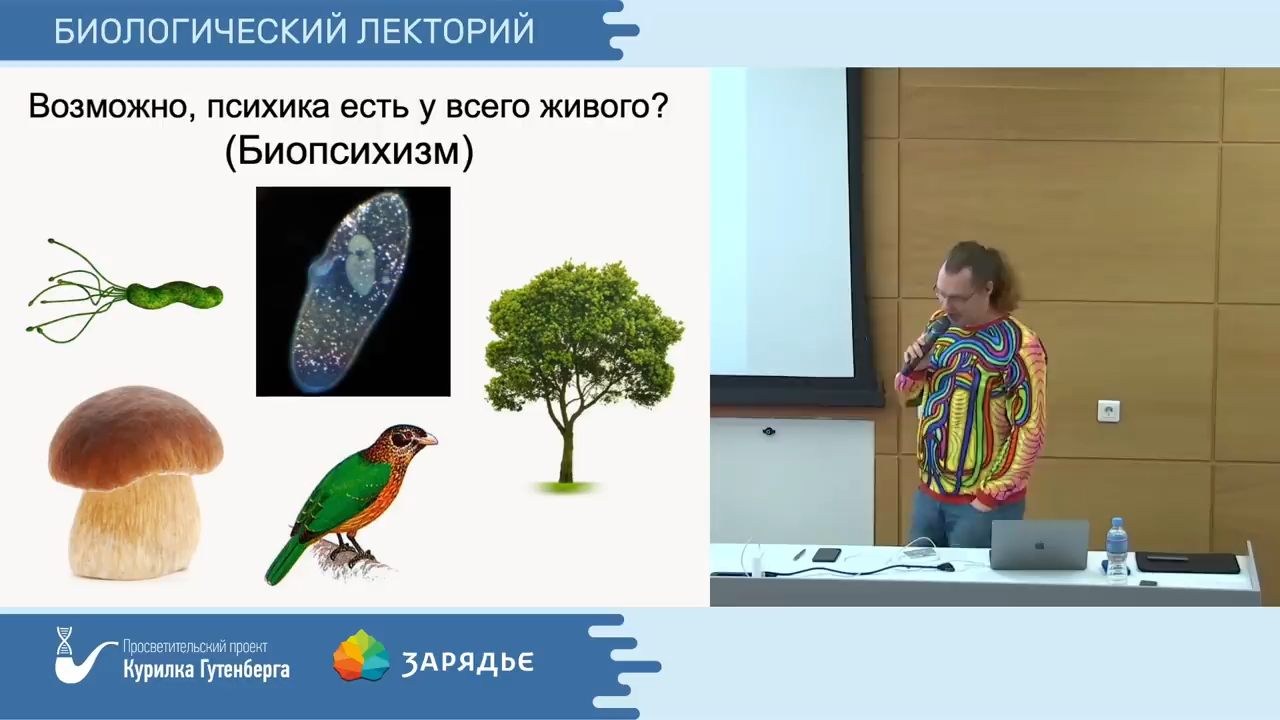 БИОЛОГИЧЕСКИЙ ЛЕКТОРИЙ
Возможно, психика есть у всего живого?
(Биопсихизм)
Просветительский проект
Курилка Гутенберга
ЗАРЯДЬЕ